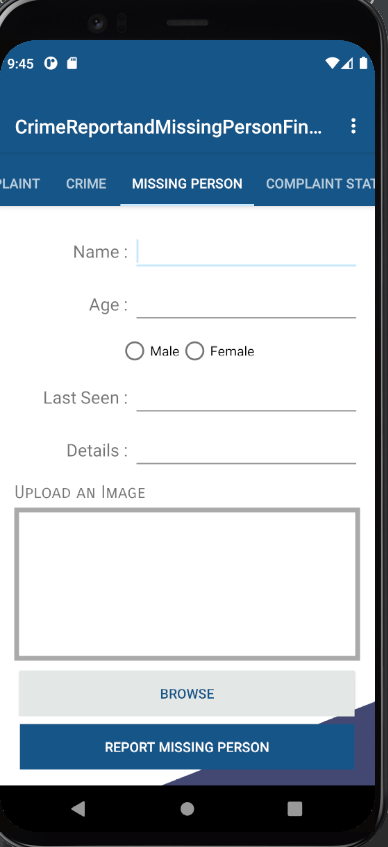 9:45
CrimeReportandMissingPersonFin...
PLAINT CRIME MISSING PERSON COMPLAINT STAT
Name :
Age :
Male Female
Last Seen :
Details :
Upload an Image
BROWSE
REPORT MISSING PERSON